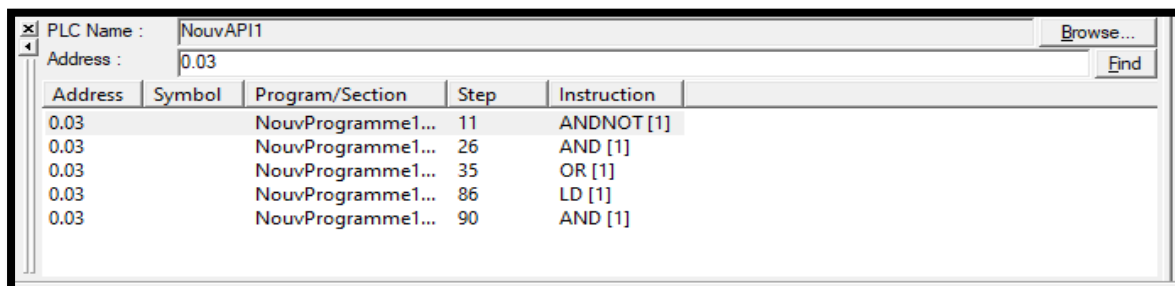 PLC Name : NouvAPI1 Browse...
Address : 0.03 Find
Address Symbol Program/Section Step Instruction
0.03 NouvProgramme1... 11 ANDNOT [1]
0.03 NouvProgramme1... 26 AND [1]
0.03 NouvProgramme1... 35 OR [1]
0.03 NouvProgramme1... 86 LD [1]
0.03 NouvProgramme1... 90 AND [1]